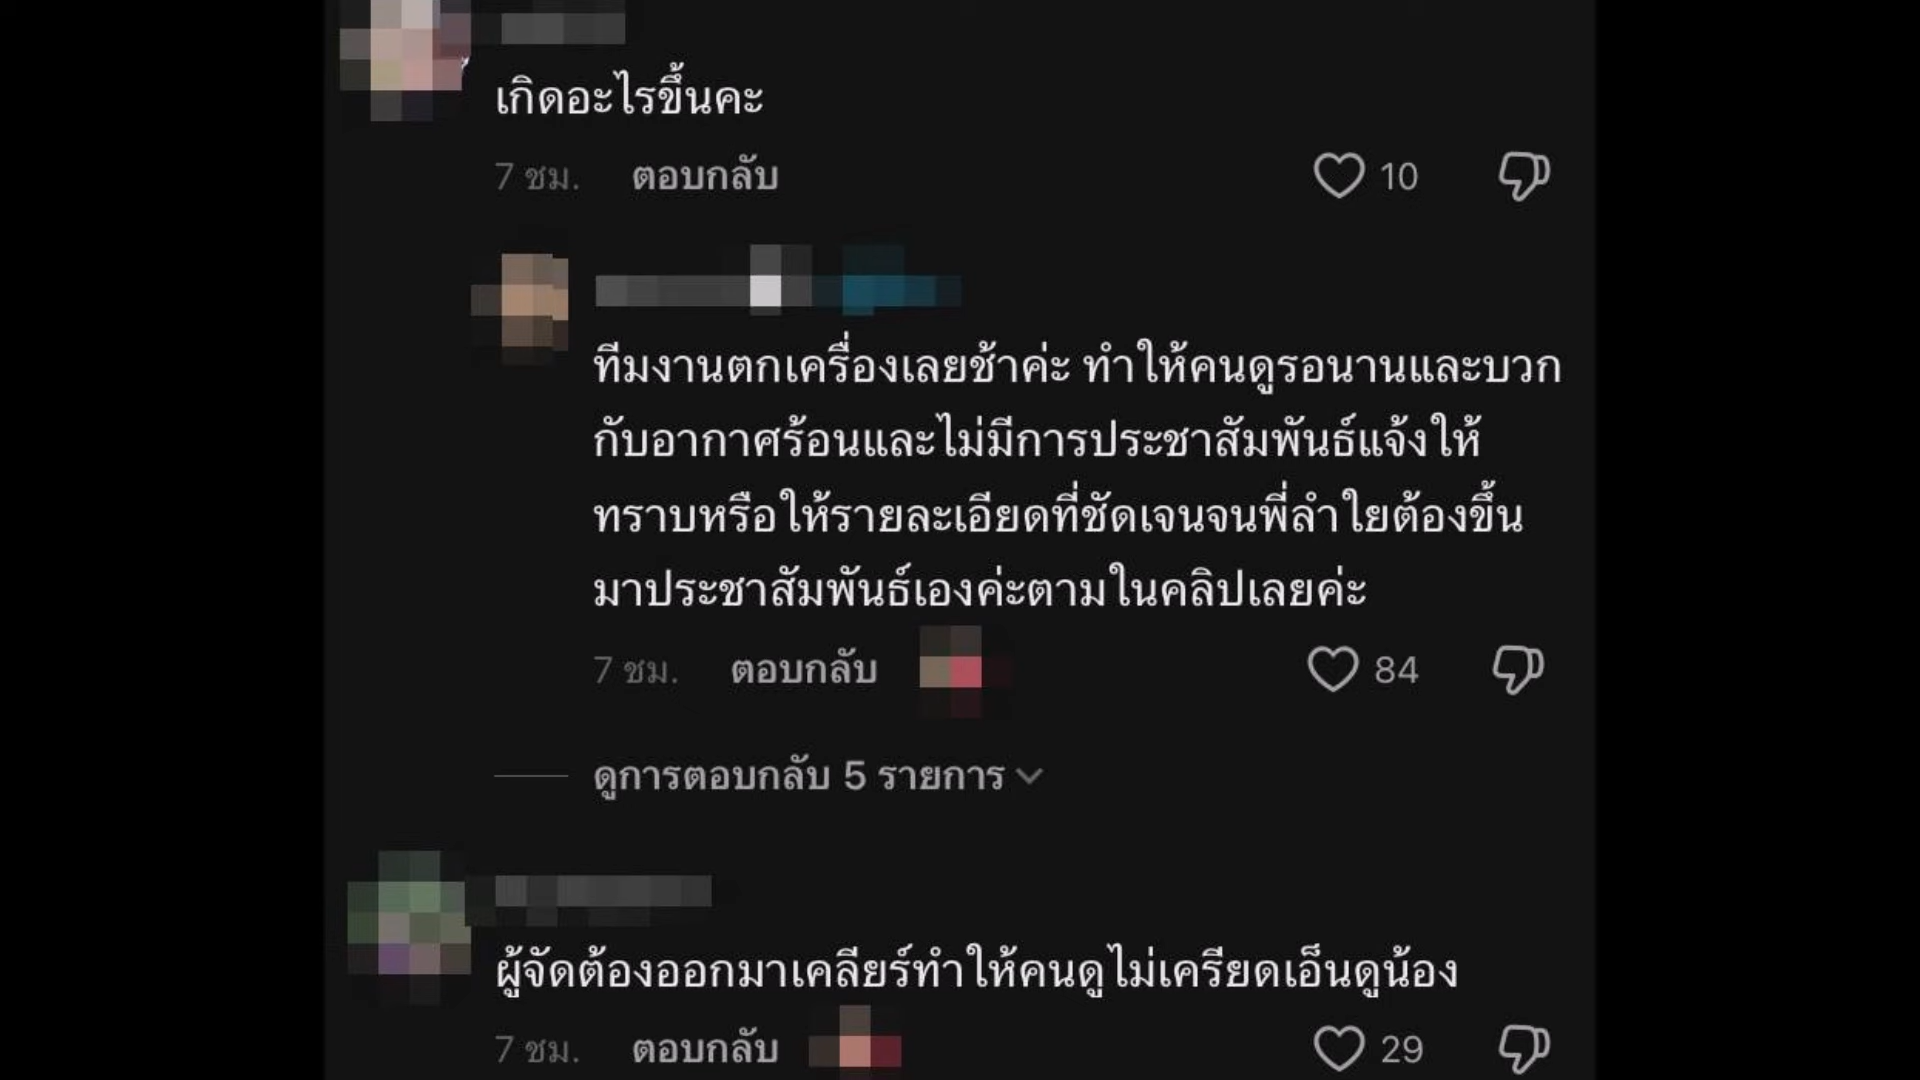 เกิดอะไรขึ้นคะ
7 ชม. ตอบกลับ 10
ทีมงานตกเครื่องเลยช้าค่ะ ทำให้คนดูรอนานและบวก
กับอากาศร้อนและไม่มีการประชาสัมพันธ์แจ้งให้
ทราบหรือให้รายละเอียดที่ชัดเจนจนพี่ลำใยต้องขึ้น
มาประชาสัมพันธ์เองค่ะตามในคลิปเลยค่ะ
7 ชม. ตอบกลับ 84
ดูการตอบกลับ 5 รายการ
ผู้จัดต้องออกมาเคลียร์ทำให้คนดูไม่เครียดเอ็นดูน้อง
7 ชม. ตอบกลับ 29